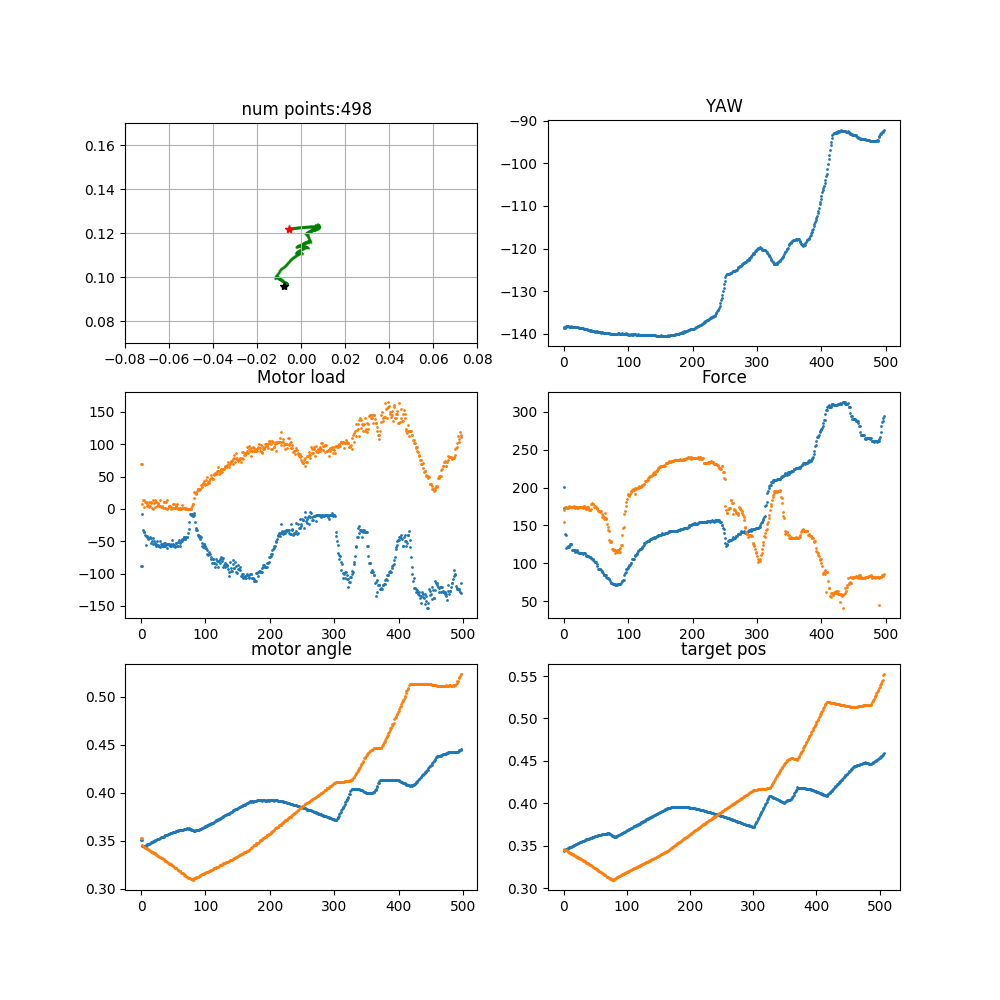 num points:498
YAW
0.16
0.14
0.12
0.10
0.08
−0.08 −0.06 −0.04 −0.02 0.00 0.02 0.04 0.06 0.08
−90
−100
−110
−120
−130
−140
0 100 200 300 400 500
Motor load
Force
150
100
50
0
−50
−100
−150
0 100 200 300 400 500
300
250
200
150
100
50
0 100 200 300 400 500
motor angle
target pos
0.50
0.45
0.40
0.35
0.30
0 100 200 300 400 500
0.55
0.50
0.45
0.40
0.35
0.30
0 100 200 300 400 500